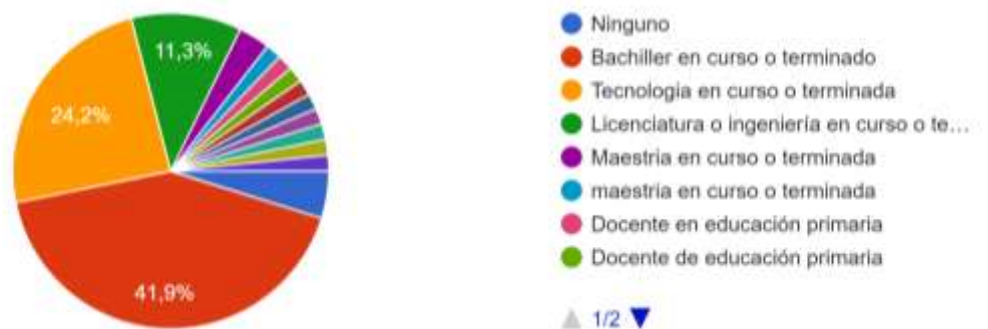 11,3%
24,2%
41,9%
Ninguno
Bachiller en curso o terminado
Tecnologia en curso o terminada
Licenciatura o ingeniería en curso o te...
Maestria en curso o terminada
maestria en curso o terminada
Docente en educación primaria
Docente de educación primaria
1/2